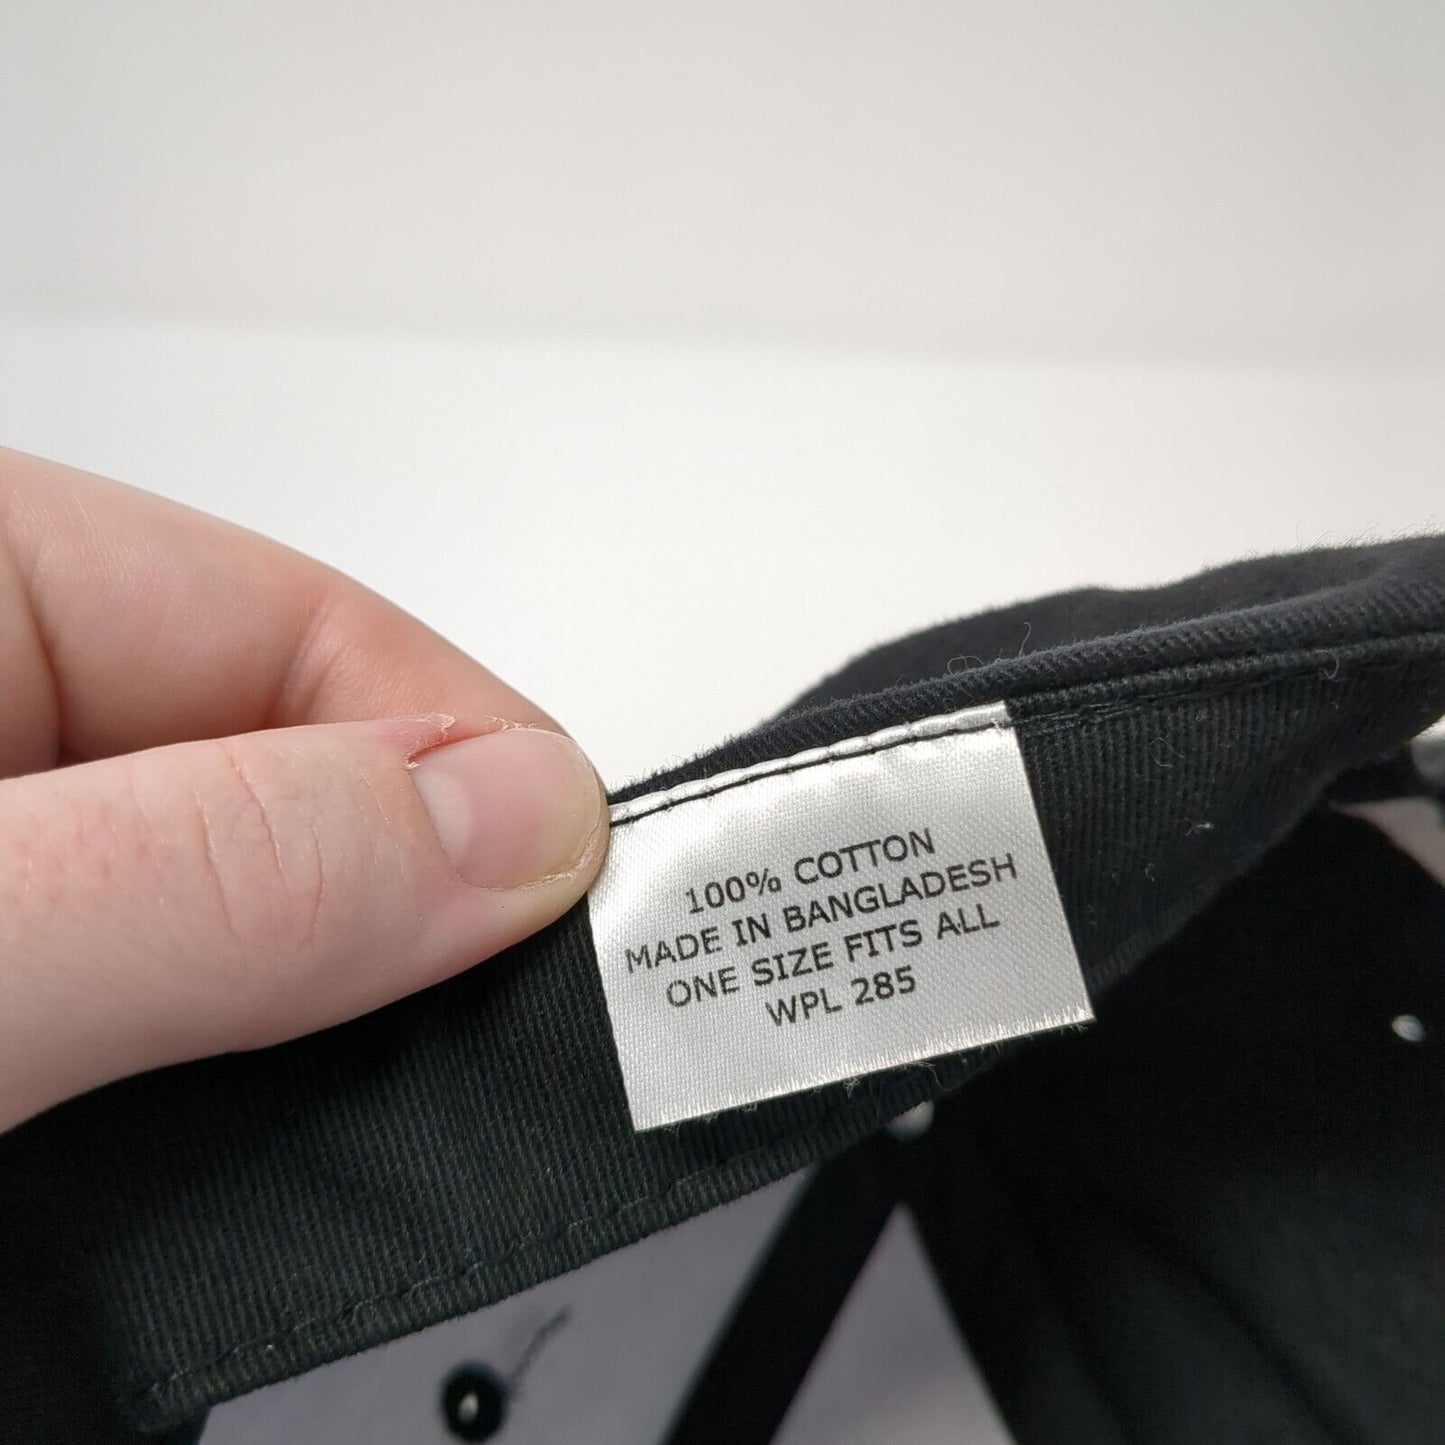 100% COTTON
MADE IN BANGLADESH
ONE SIZE FITS ALL
WPL 285